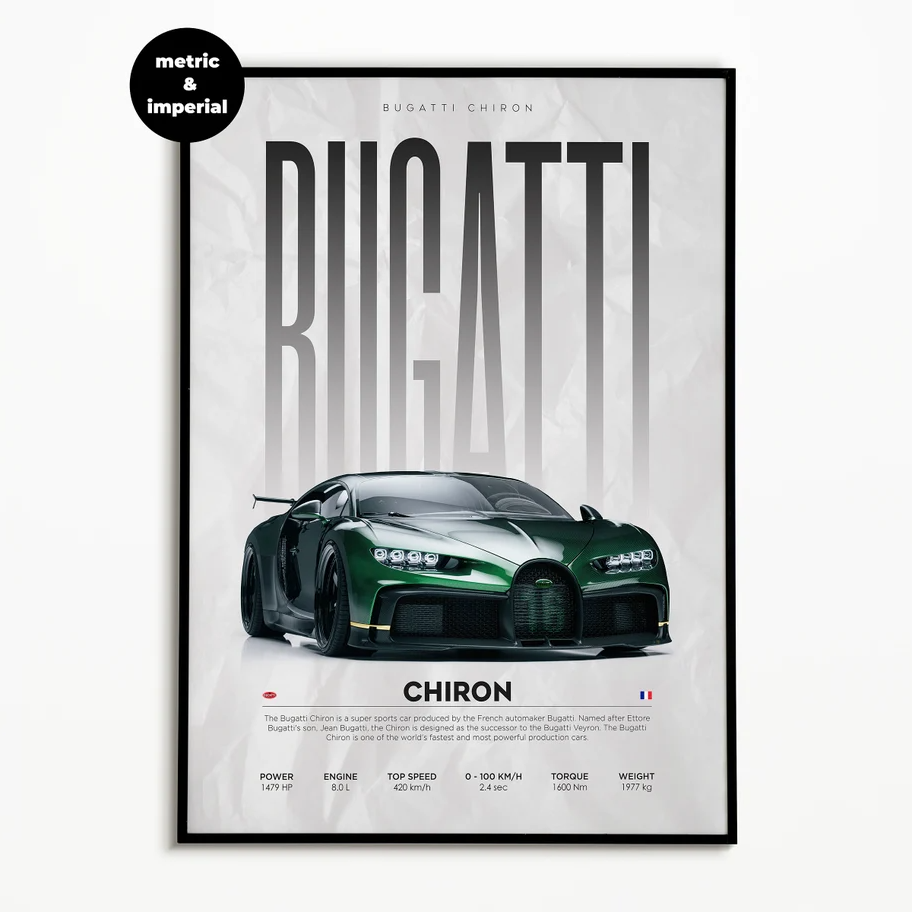 metric
&
imperial
BUGATTI CHIRON
BUGATTI
CHIRON
The Bugatti Chiron is a super sports car produced by the French automaker Bugatti. Named after Ettore
Bugatti's son, Jean Bugatti, the Chiron is designed as the successor to the Bugatti Veyron. The Bugatti
Chiron is one of the world's fastest and most powerful production cars.
POWER ENGINE TOP SPEED 0 - 100 KM/H TORQUE WEIGHT
1479 HP 8.0 L 420 km/h 2.4 sec 1600 Nm 1977 kg